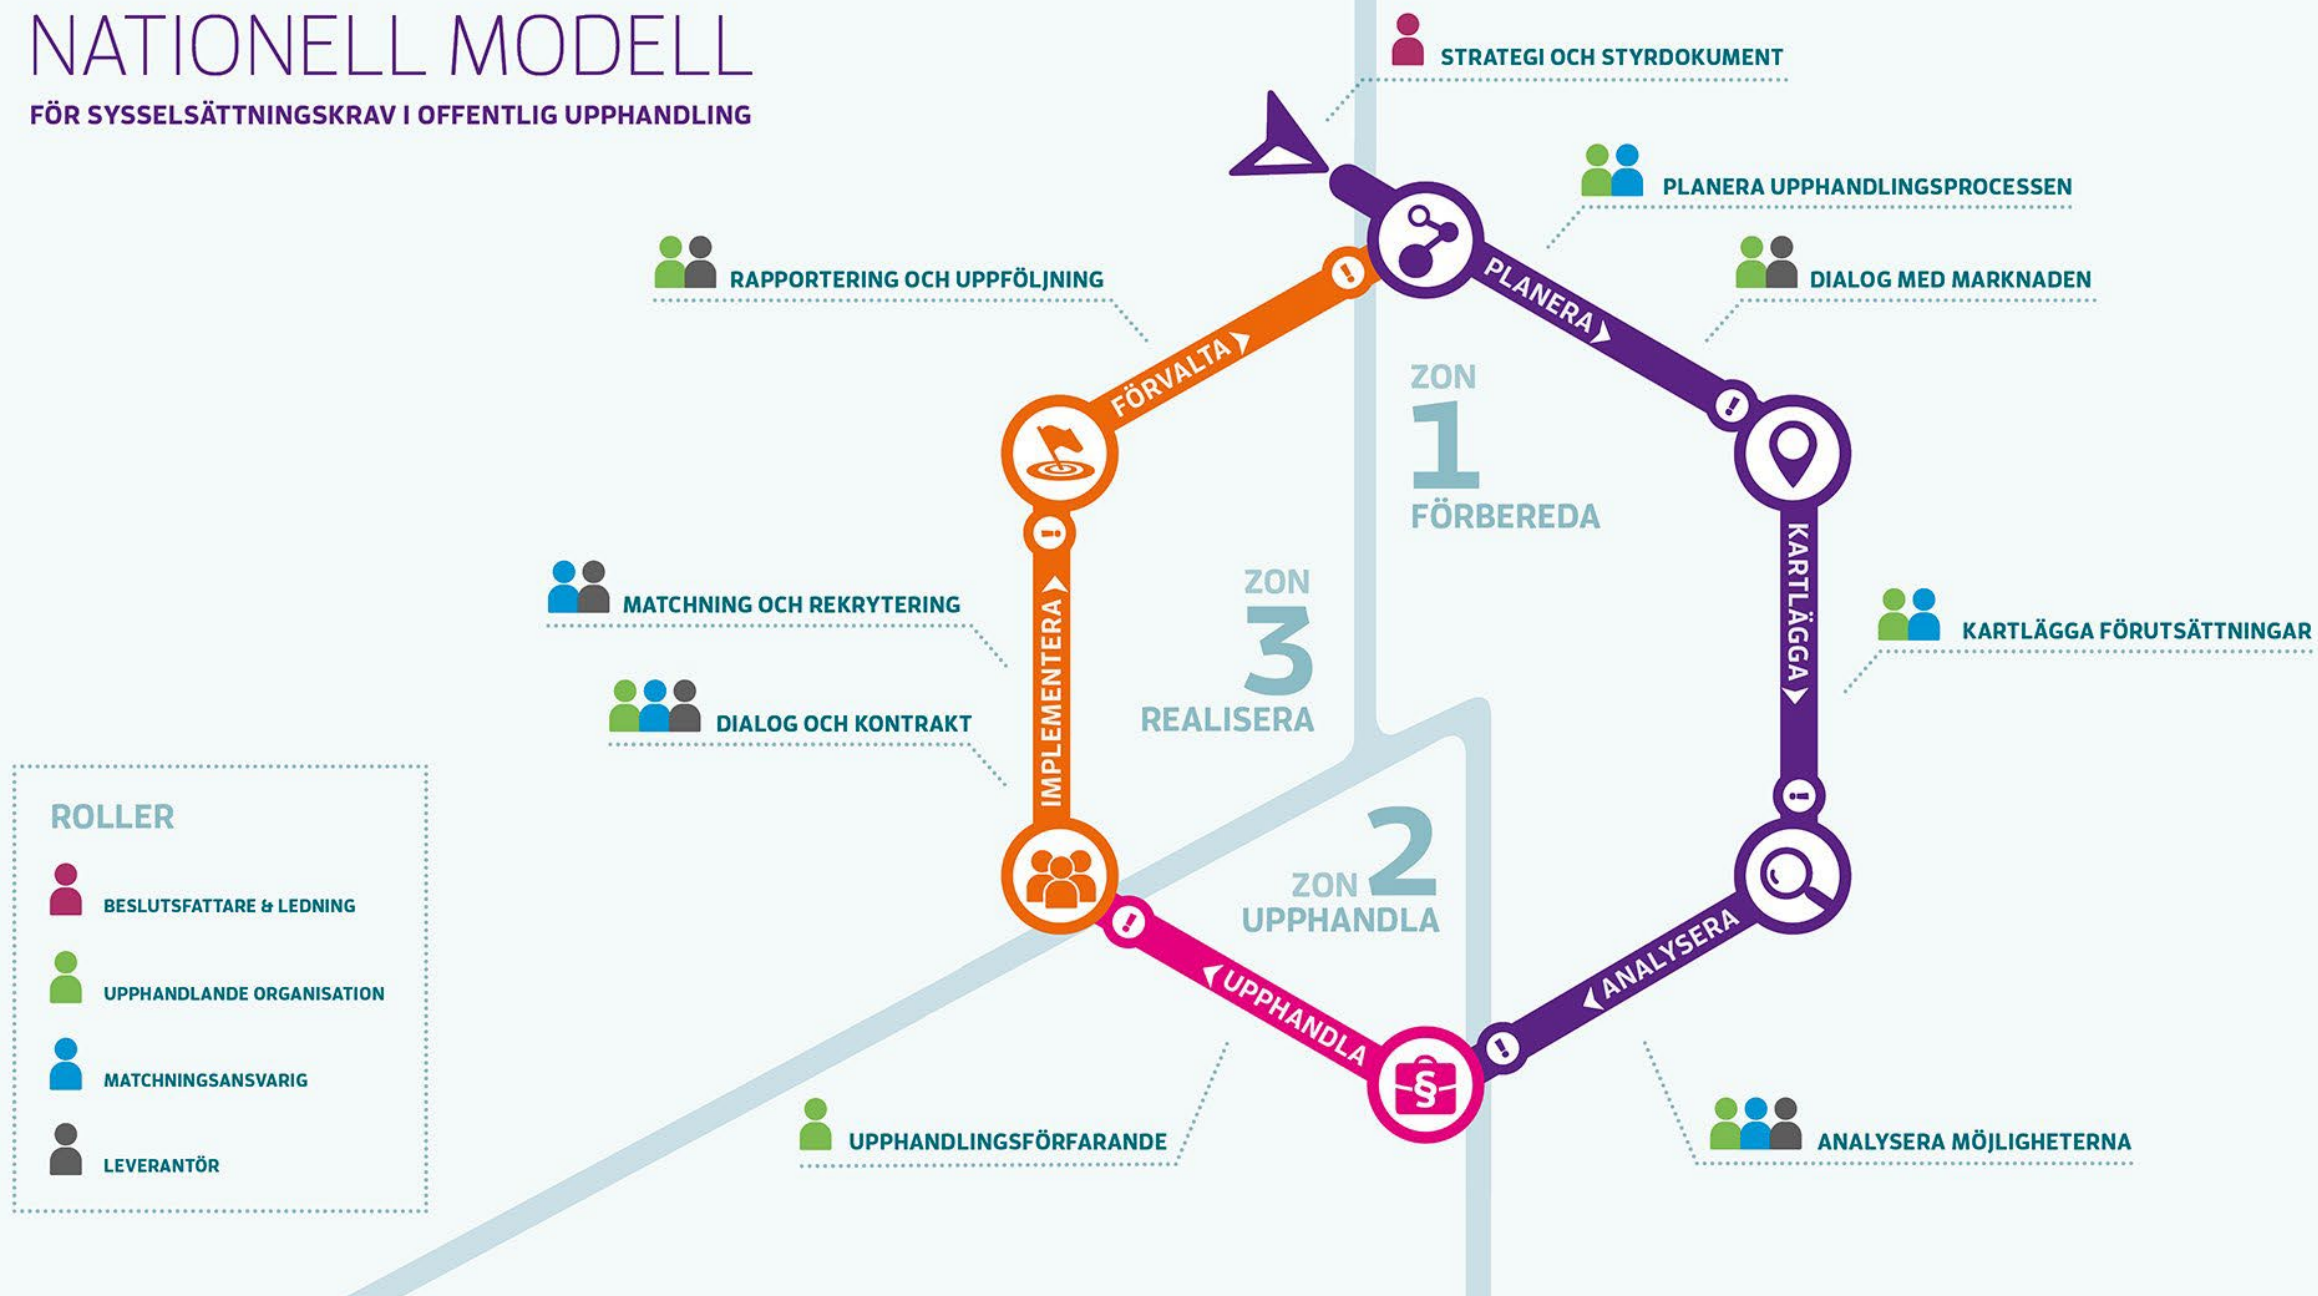 NATIONELL MODELL
FÖR SYSSELSÄTTNINGSKRAV I OFFENTLIG UPPHANDLING
STRATEGI OCH STYRDOKUMENT
PLANERA UPPHANDLINGSPROCESSEN
DIALOG MED MARKNADEN
RAPPORTERING OCH UPPFÖLJNING
PLANERA
FÖRVALTA
ZON
1
FÖRBEREDA
KARTLÄGGA
KARTLÄGGA FÖRUTSÄTTNINGAR
MATCHNING OCH REKRYTERING
DIALOG OCH KONTRAKT
IMPLEMENTERA
ZON
3
REALISERA
ZON 2
UPPHANDLA
ANALYSERA
UPPHANDLA
§
UPPHANDLINGSFÖRFARANDE
ANALYSERA MÖJLIGHETERNA
ROLLER
BESLUTSFATTARE & LEDNING
UPPHANDLANDE ORGANISATION
MATCHNINGSANSVARIG
LEVERANTÖR